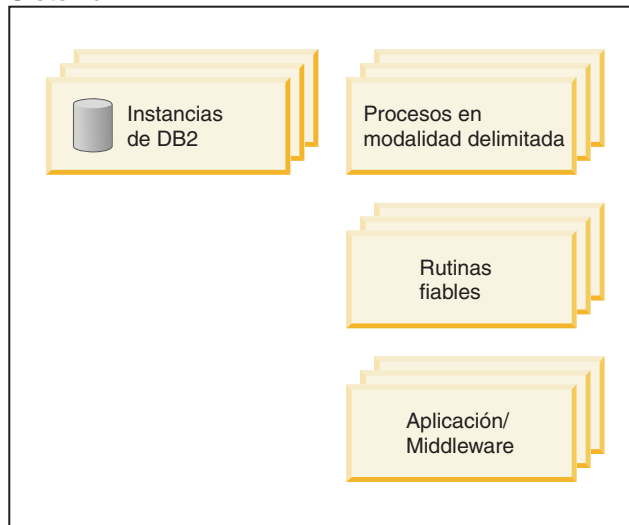 Instancias
de DB2
Procesos en
modalidad delimitada
Rutinas
fiables
Aplicación/
Middleware